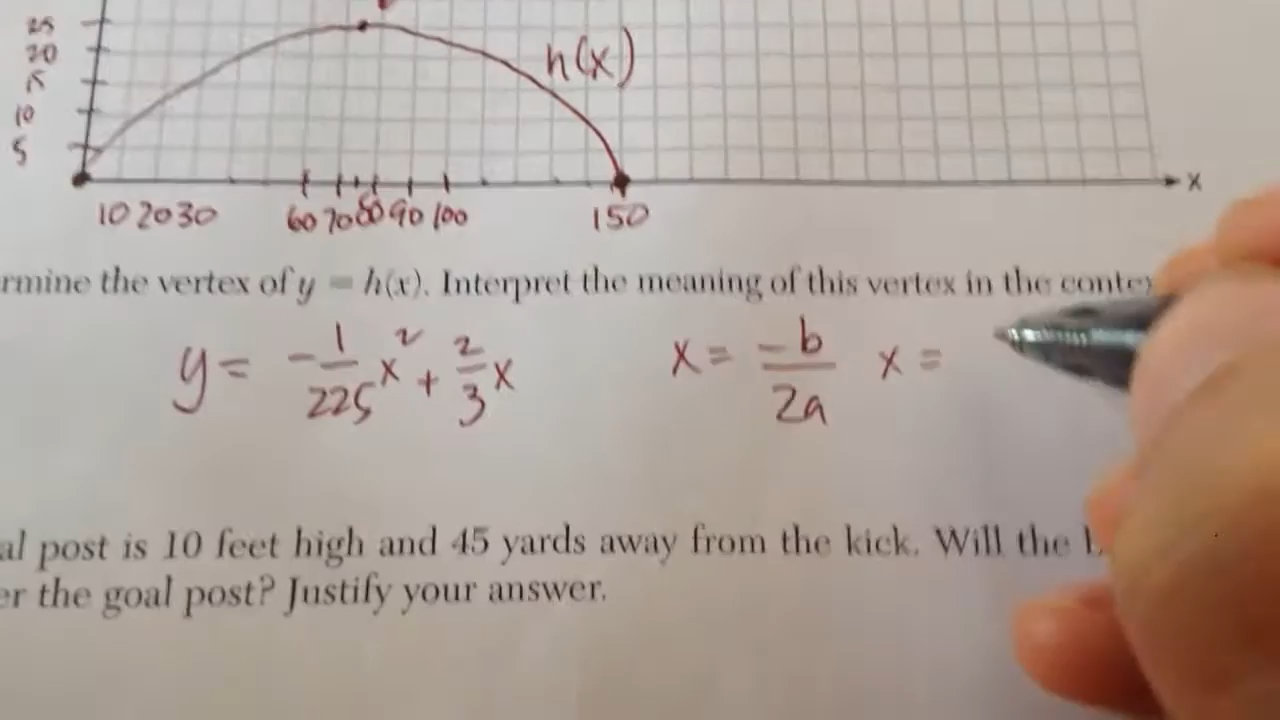 25
20
15
10
5
h(x)
x
10 20 30 60 70 80 90 100 150
rmine the vertex of y = h(x). Interpret the meaning of this vertex in the contex
y = -1/225 x² + 2/3 x x = -b/2a x =
al post is 10 feet high and 45 yards away from the kick. Will the b
er the goal post? Justify your answer.